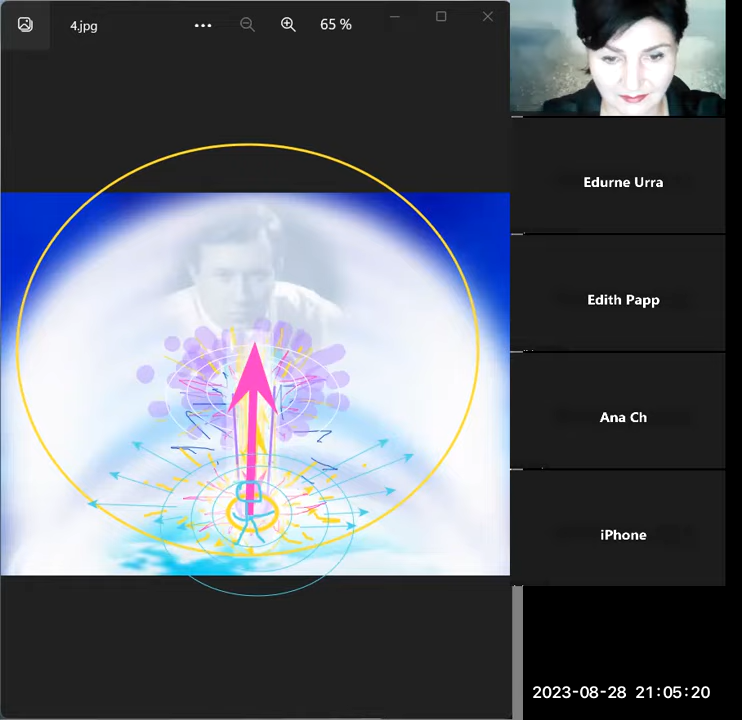 4.jpg
65 %
Edurne Urra
Edith Papp
Ana Ch
iPhone
2023-08-28 21:05:20